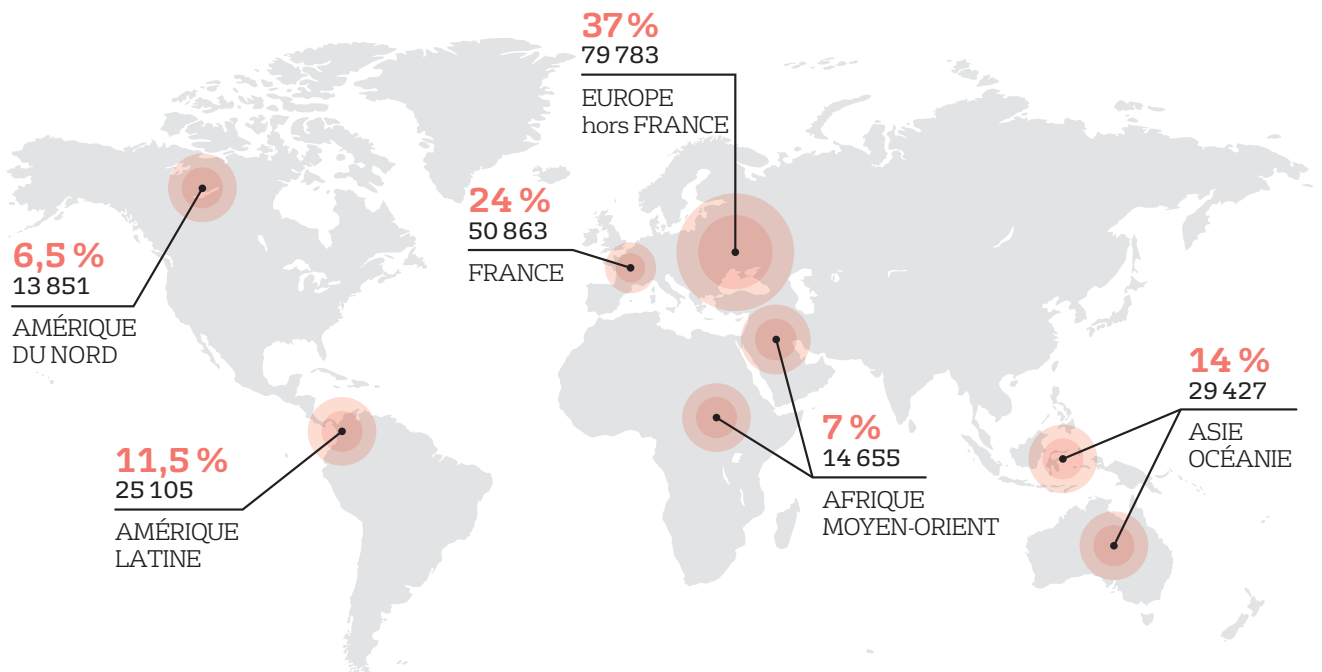 37 %
79 783
EUROPE
hors FRANCE
24 %
50 863
FRANCE
6,5 %
13 851
AMÉRIQUE
DU NORD
14 %
29 427
ASIE
OCÉANIE
7 %
14 655
AFRIQUE
MOYEN-ORIENT
11,5 %
25 105
AMÉRIQUE
LATINE